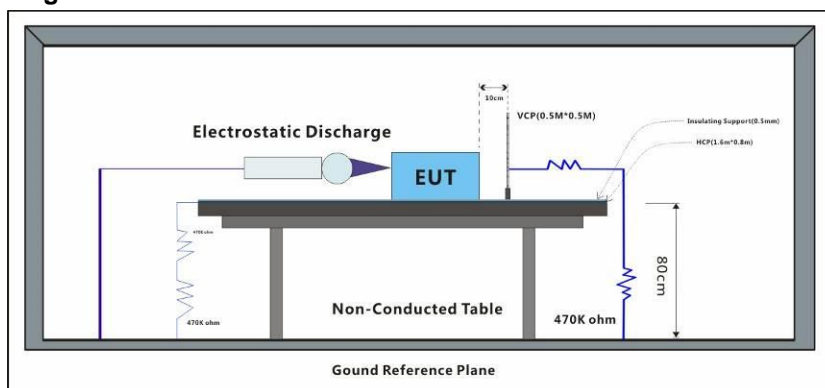 10cm
VCP(0.5M*0.5M)
Insulating Support(0.5mm)
Electrostatic Discharge
HCP(1.6m*0.8m)
EUT
470K ohm
80cm
Non-Conducted Table
470K ohm
470K ohm
Gound Reference Plane